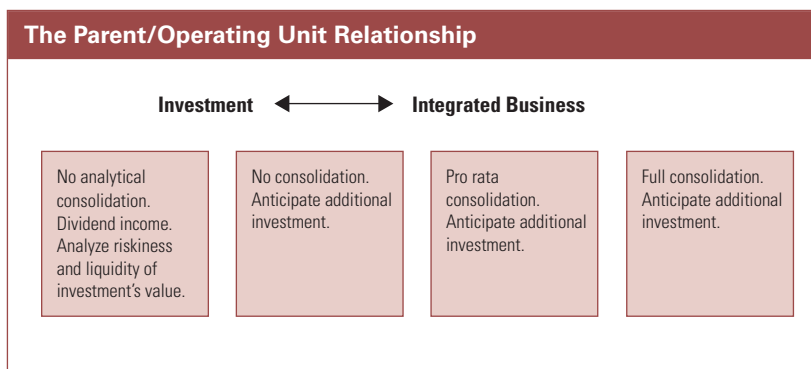 The Parent/Operating Unit Relationship
Investment
Integrated Business
No analytical
consolidation.
Dividend income.
Analyze riskiness
and liquidity of
investment's value.
No consolidation.
Anticipate additional
investment.
Pro rata
consolidation.
Anticipate additional
investment.
Full consolidation.
Anticipate additional
investment.